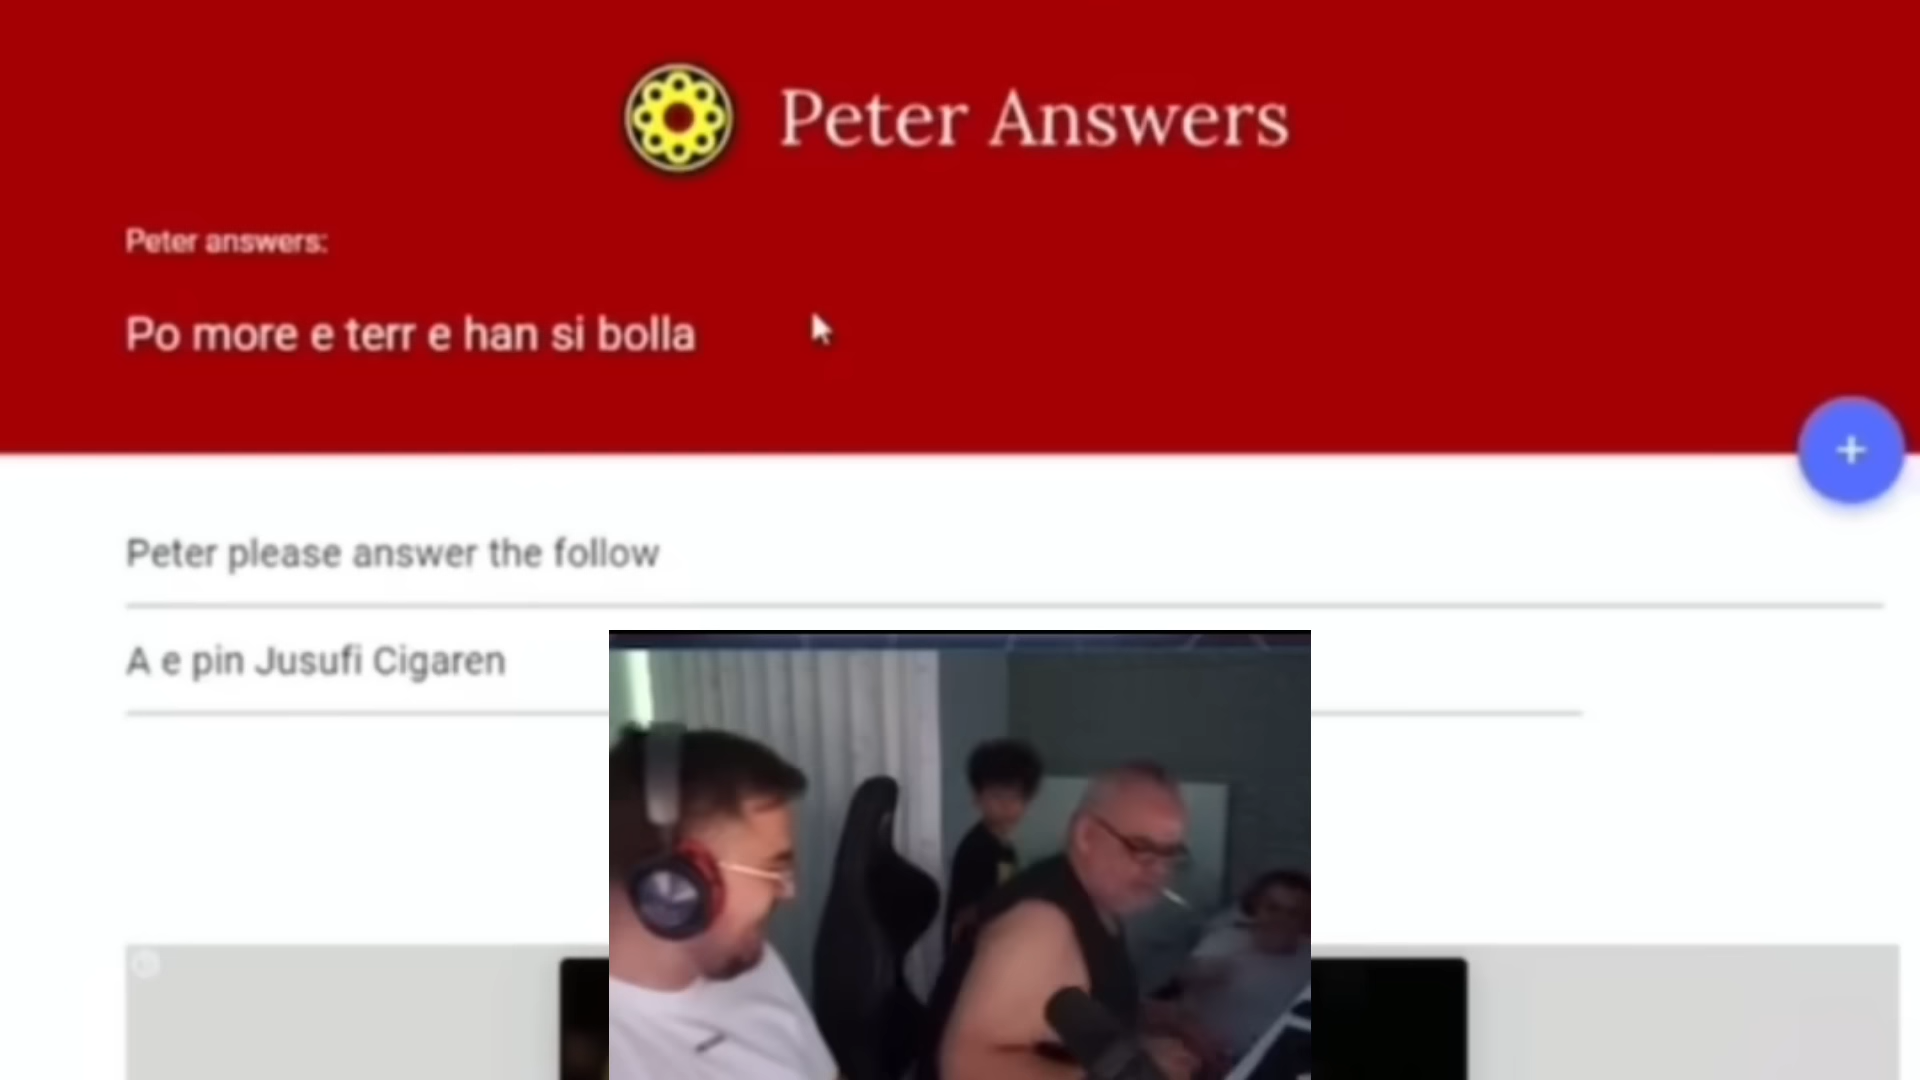 Peter Answers
Peter answers:
Po more e terr e han si bolla
+
Peter please answer the follow
A e pin Jusufi Cigaren